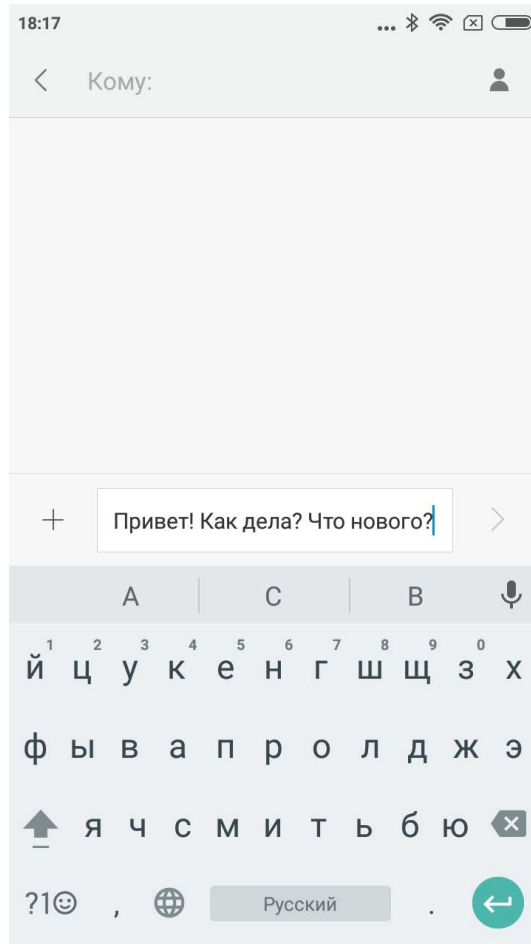 18:17
Кому:
Привет! Как дела? Что нового?
А С В
1 2 3 4 5 6 7 8 9 0
й ц у к е н г ш щ з х
ф ы в а п р о л д ж э
я ч с м и т ь б ю
?1 , Русский .